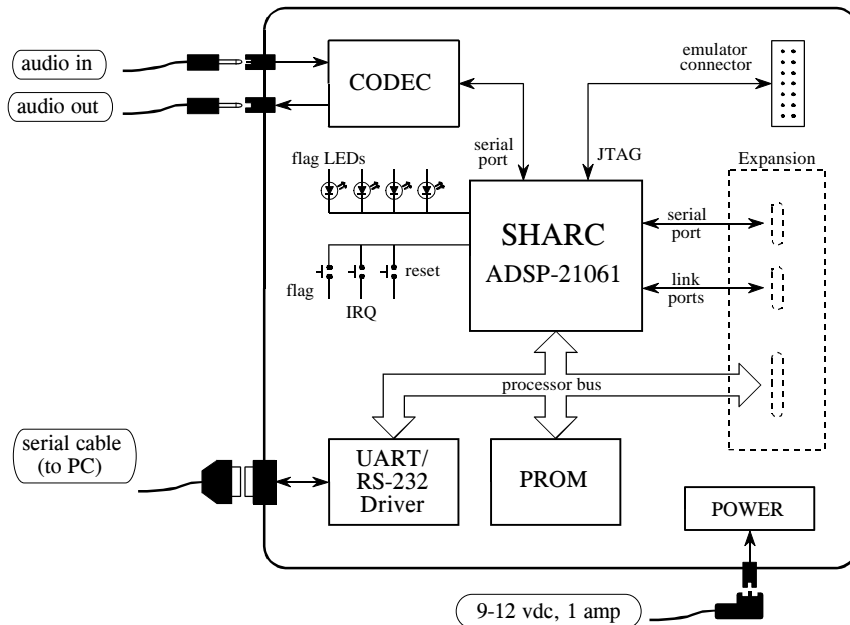 audio in
audio out
CODEC
emulator
connector
serial
port
JTAG
flag LEDs
Expansion
SHARC
ADSP-21061
serial
port
link
ports
reset
flag
IRQ
processor bus
serial cable
(to PC)
UART/
RS-232
Driver
PROM
POWER
9-12 vdc, 1 amp